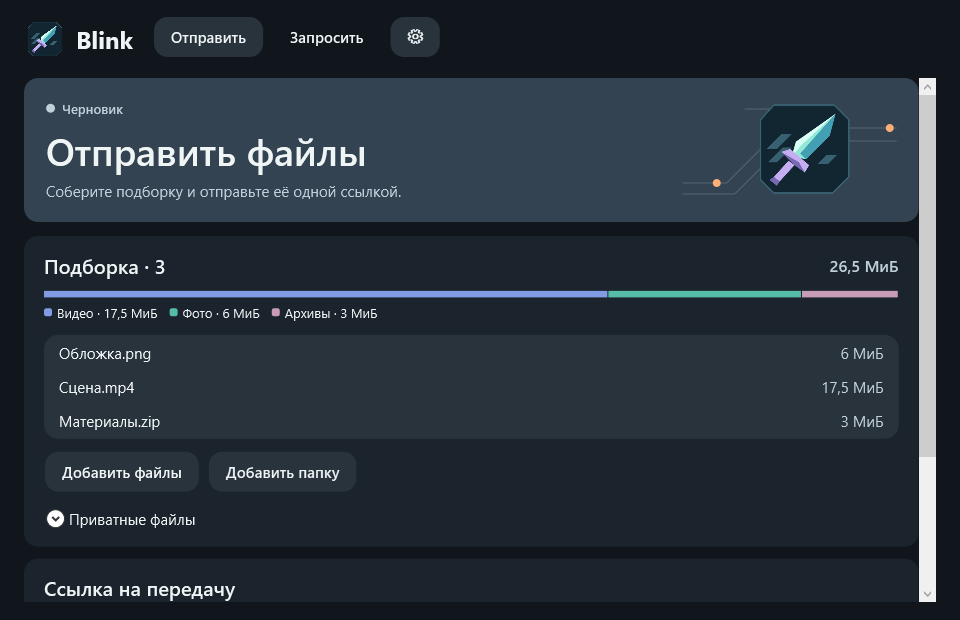 Blink
Отправить
Запросить
Черновик
Отправить файлы
Соберите подборку и отправьте её одной ссылкой.
Подборка · 3
26,5 МиБ
Видео · 17,5 МиБ
Фото · 6 МиБ
Архивы · 3 МиБ
Обложка.png
6 МиБ
Сцена.mp4
17,5 МиБ
Материалы.zip
3 МиБ
Добавить файлы
Добавить папку
Приватные файлы
Ссылка на передачу